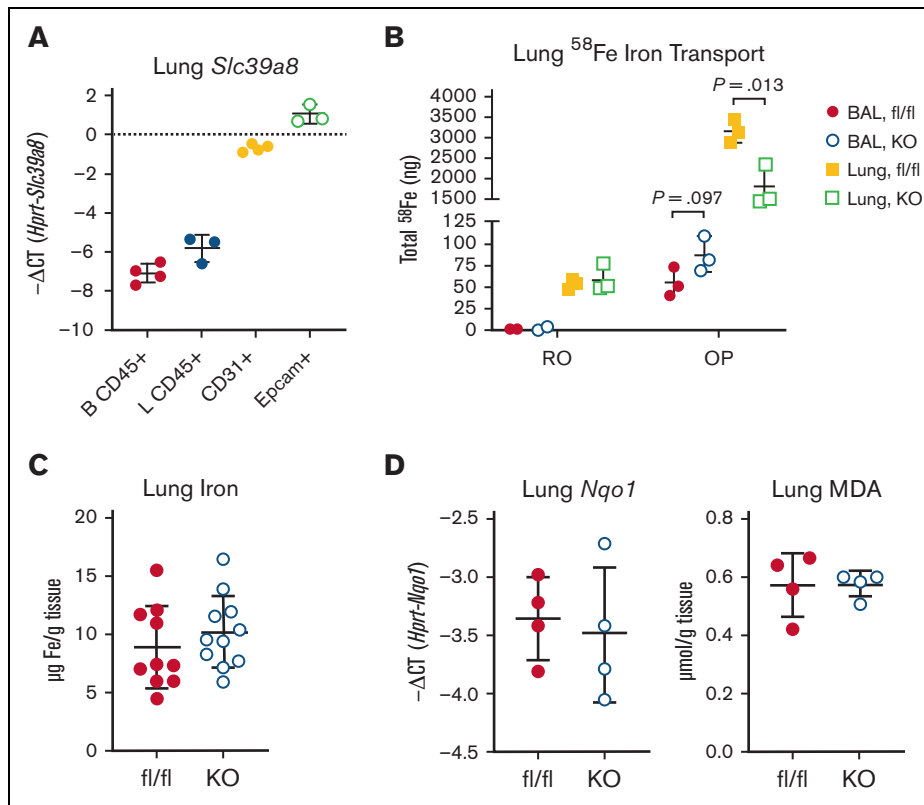 A
Lung Slc39a8
−ΔCT (Hprt-Slc39a8)
2
0
−2
−4
−6
−8
−10
B CD45+
L CD45+
CD31+
Epcam+
B
Lung ⁵⁸Fe Iron Transport
Total ⁵⁸Fe (ng)
4000
3500
3000
2500
1500
125
100
75
50
25
0
P = .097
P = .013
RO
OP
BAL, fl/fl
BAL, KO
Lung, fl/fl
Lung, KO
C
Lung Iron
µg Fe/g tissue
20
15
10
5
0
fl/fl
KO
D
Lung Nqo1
−ΔCT (Hprt-Nqo1)
−2.5
−3.0
−3.5
−4.0
−4.5
fl/fl
KO
Lung MDA
µmol/g tissue
0.8
0.6
0.4
0.2
0.0
fl/fl
KO